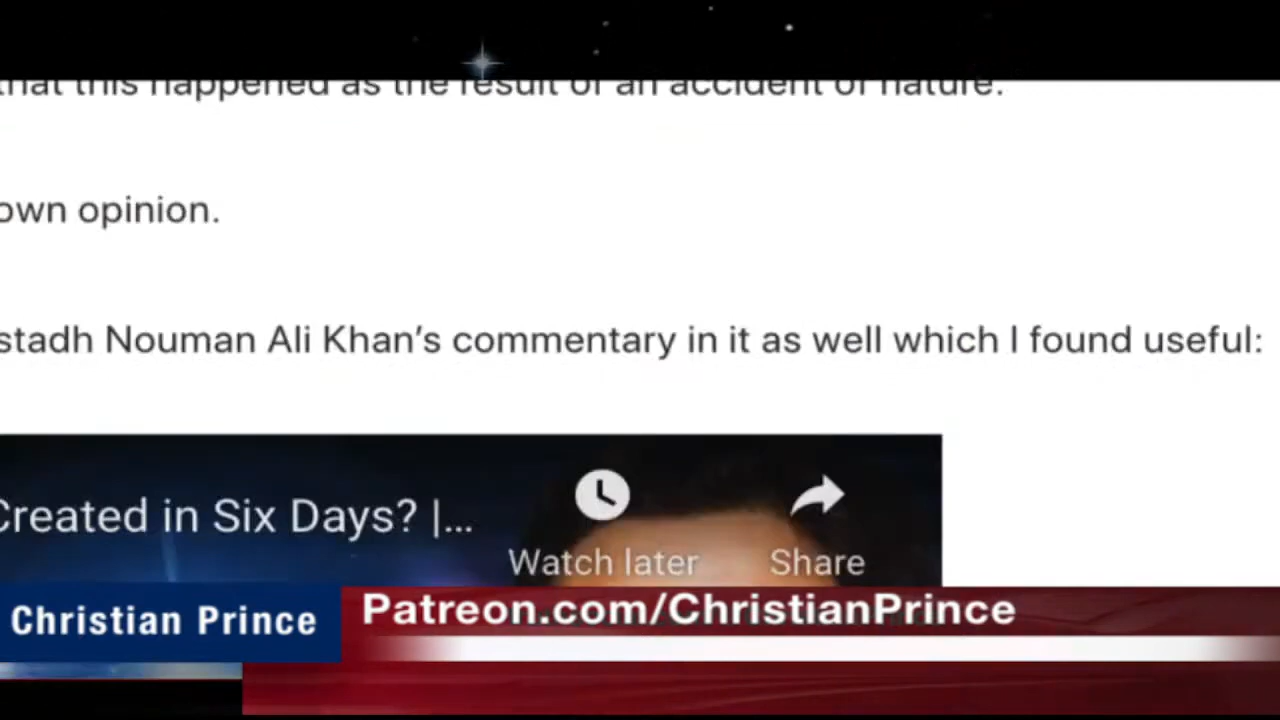 that this happened as the result of an accident of nature.
own opinion.
stadh Nouman Ali Khan’s commentary in it as well which I found useful:
Created in Six Days? |...
Watch later
Share
Christian Prince
Patreon.com/ChristianPrince